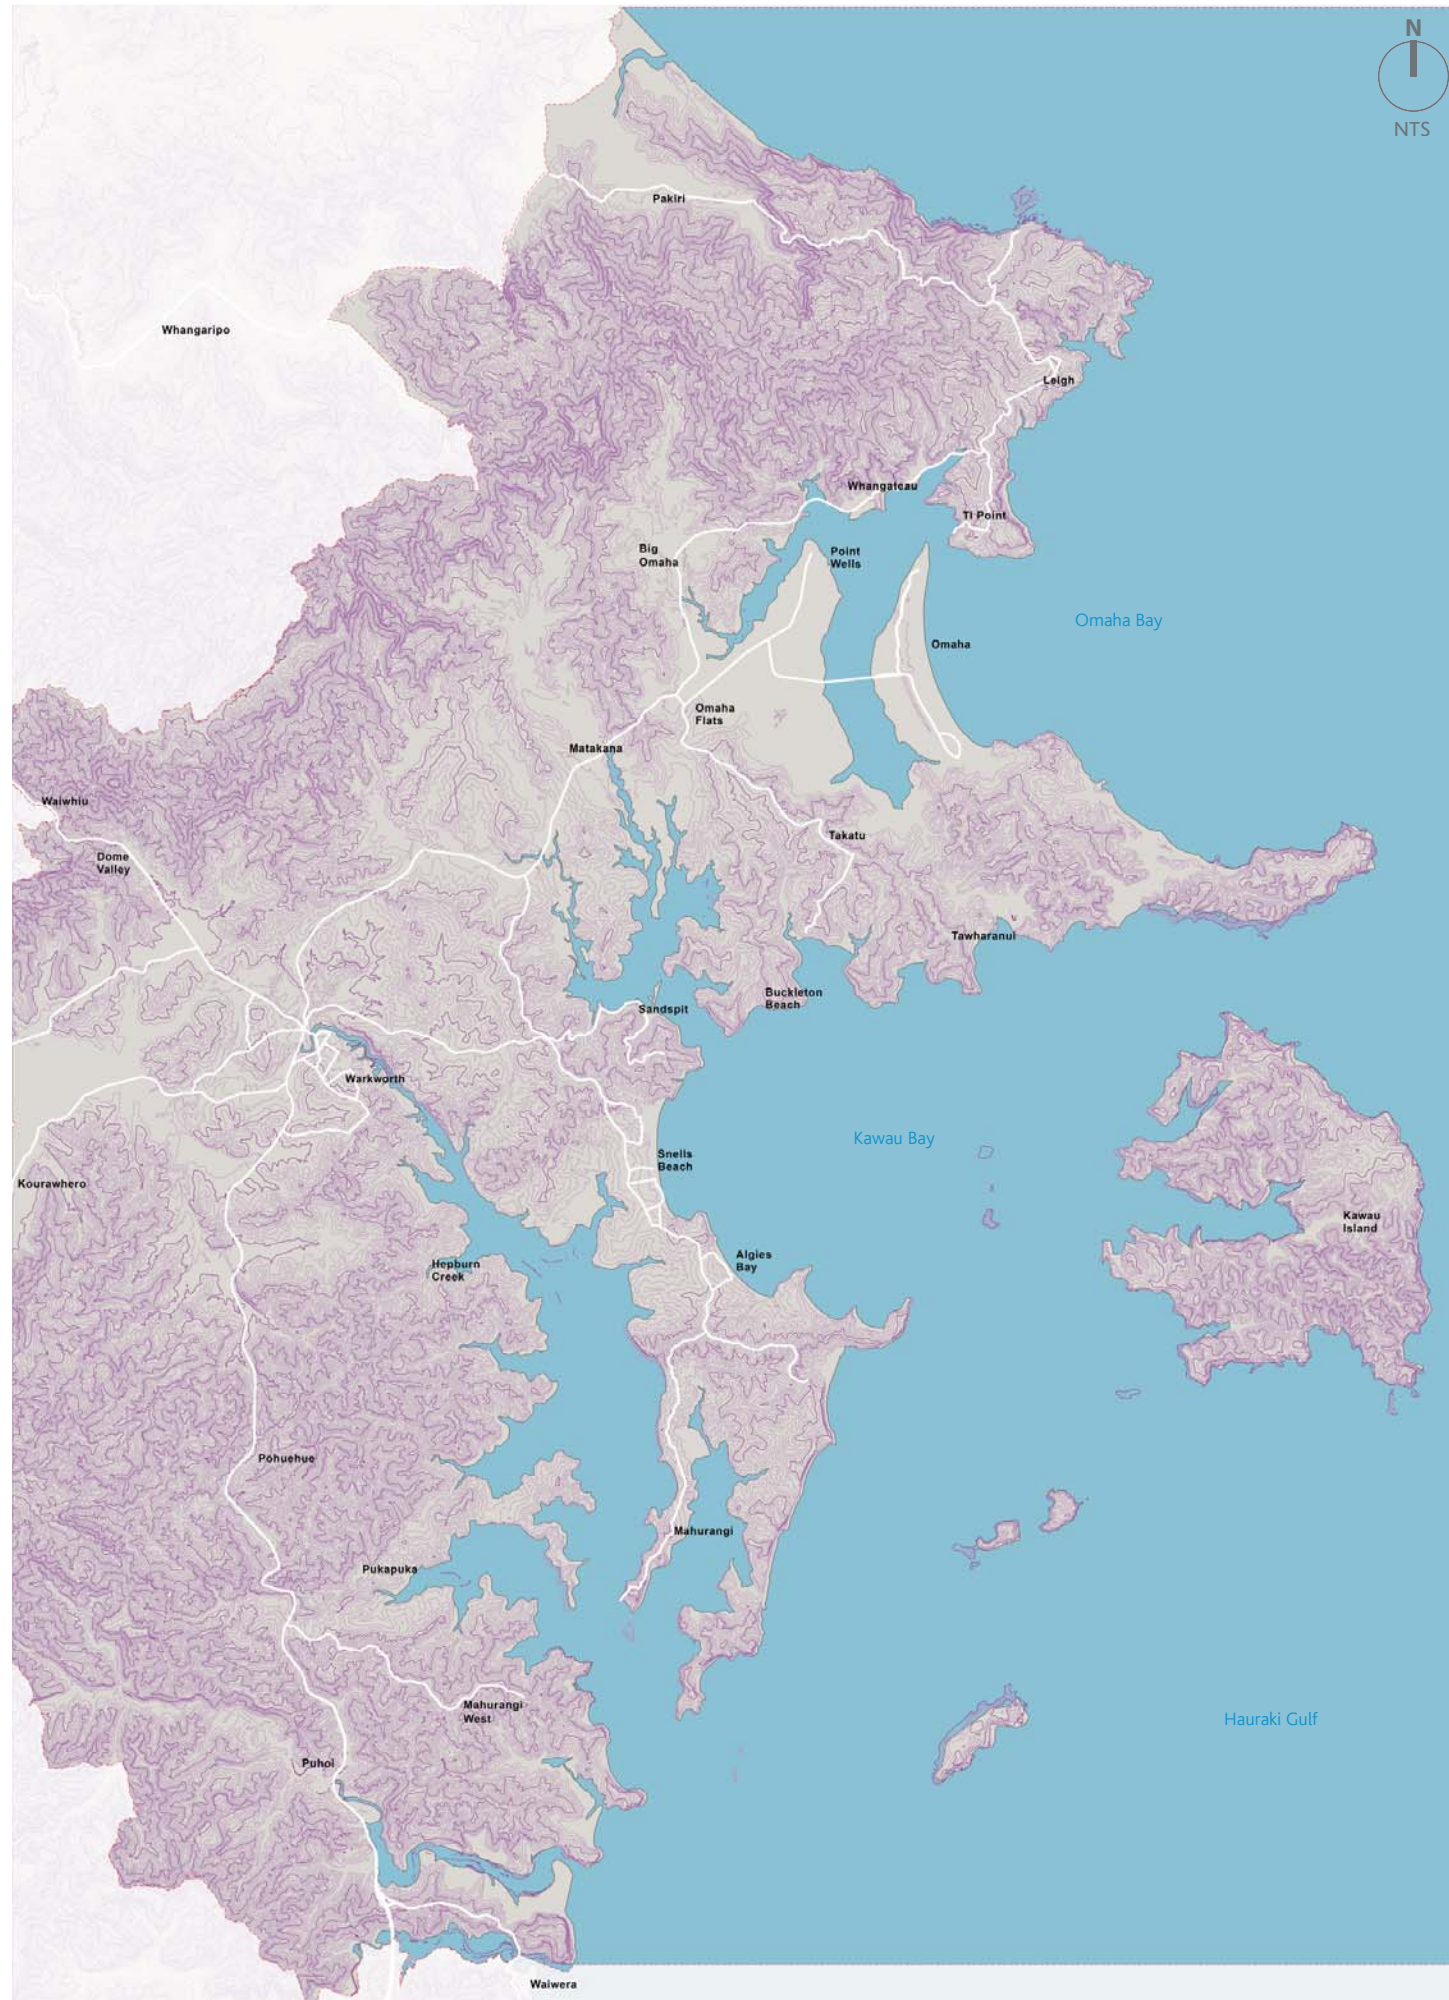 N
NTS
Pakiri
Whangaripo
Leigh
Whangateau
Ti Point
Big
Omaha
Point
Wells
Omaha Bay
Omaha
Omaha
Flats
Matakana
Waiwhiu
Takatu
Dome
Valley
Tawharanui
Buckleton
Beach
Sandspit
Warkworth
Kawau Bay
Snells
Beach
Kourawhero
Kawau
Island
Algies
Bay
Hepburn
Creek
Pohuehue
Mahurangi
Pukapuka
Mahurangi
West
Hauraki Gulf
Puhoi
Waiwera